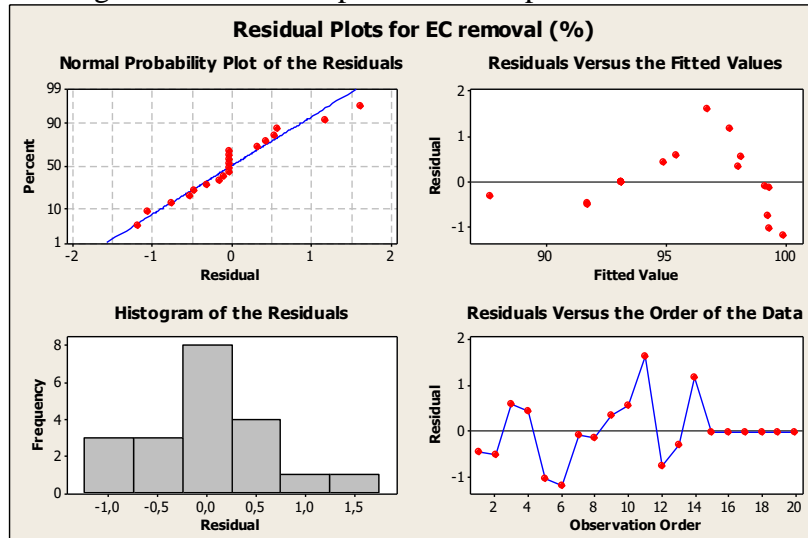 Residual Plots for EC removal (%)
Normal Probability Plot of the Residuals
99
90
50
10
1
Percent
-2 -1 0 1 2
Residual
Residuals Versus the Fitted Values
2
1
0
-1
Residual
90 95 100
Fitted Value
Histogram of the Residuals
8
6
4
2
0
Frequency
-1,0 -0,5 0,0 0,5 1,0 1,5
Residual
Residuals Versus the Order of the Data
2
1
0
-1
Residual
2 4 6 8 10 12 14 16 18 20
Observation Order